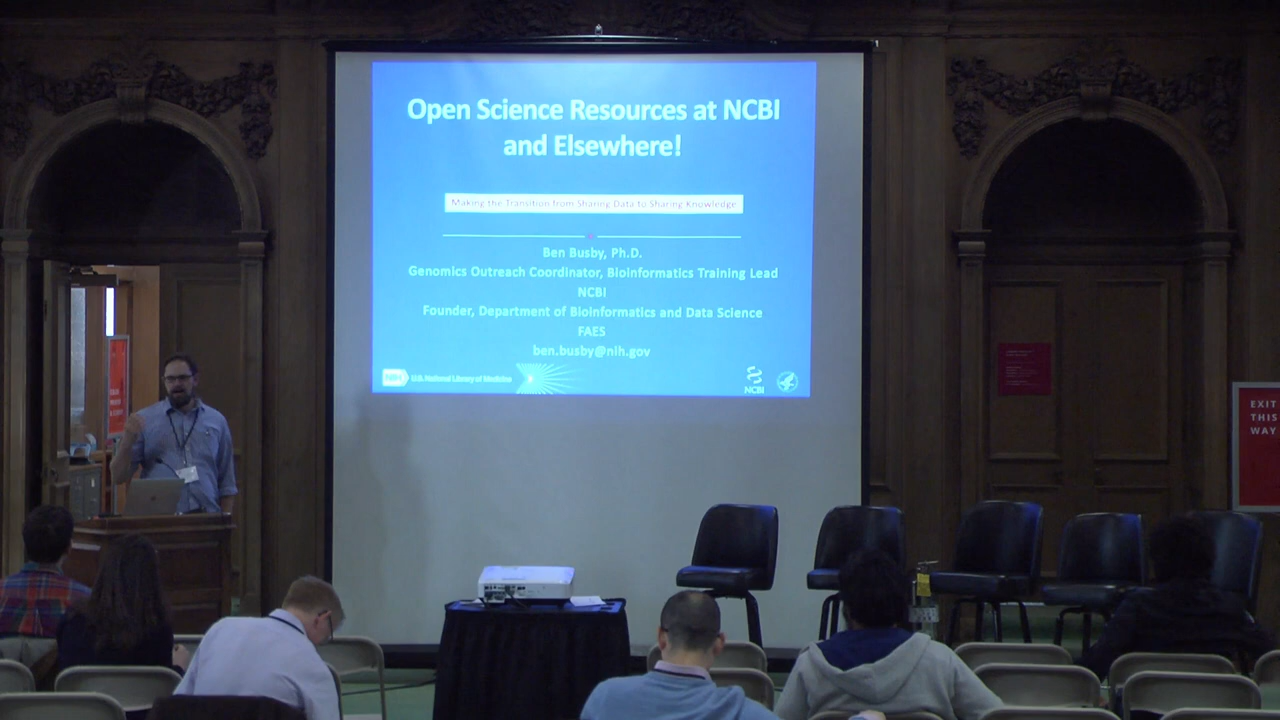 Open Science Resources at NCBI
and Elsewhere!
Making the Transition from Sharing Data to Sharing Knowledge
Ben Busby, Ph.D.
Genomics Outreach Coordinator, Bioinformatics Training Lead
NCBI
Founder, Department of Bioinformatics and Data Science
FAES
ben.busby@nih.gov
NIH U.S. National Library of Medicine
NCBI
EXIT
THIS
WAY